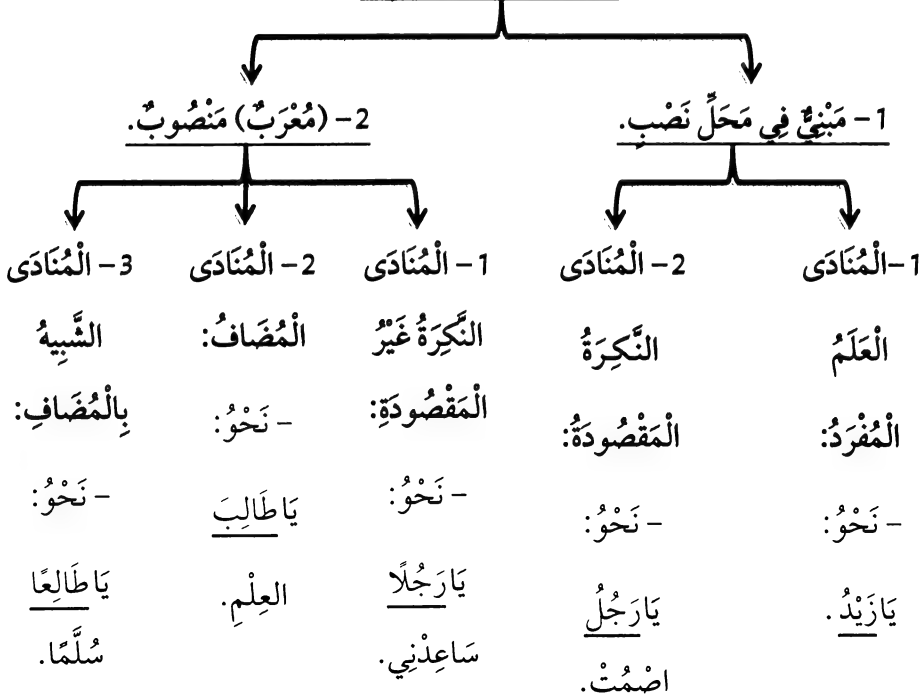 1- مَبْنِيٌّ فِي مَحَلِّ نَصْبٍ.
2- (مُعْرَبٌ) مَنْصُوبٌ.
1-الْمُنَادَى
الْعَلَمُ
الْمُفْرَدُ:
- نَحْوُ:
يَا زَيْدُ.
2- الْمُنَادَى
النَّكِرَةُ
الْمَقْصُودَةُ:
- نَحْوُ:
يَا رَجُلُ
اصْمُتْ.
1- الْمُنَادَى
النَّكِرَةُ غَيْرُ
الْمَقْصُودَةِ:
- نَحْوُ:
يَا رَجُلًا
سَاعِدْنِي.
2- الْمُنَادَى
الْمُضَافُ:
- نَحْوُ:
يَا طَالِبَ
العِلْمِ.
3- الْمُنَادَى
الشَّبِيهُ
بِالْمُضَافِ:
- نَحْوُ:
يَا طَالِعًا
سُلَّمًا.